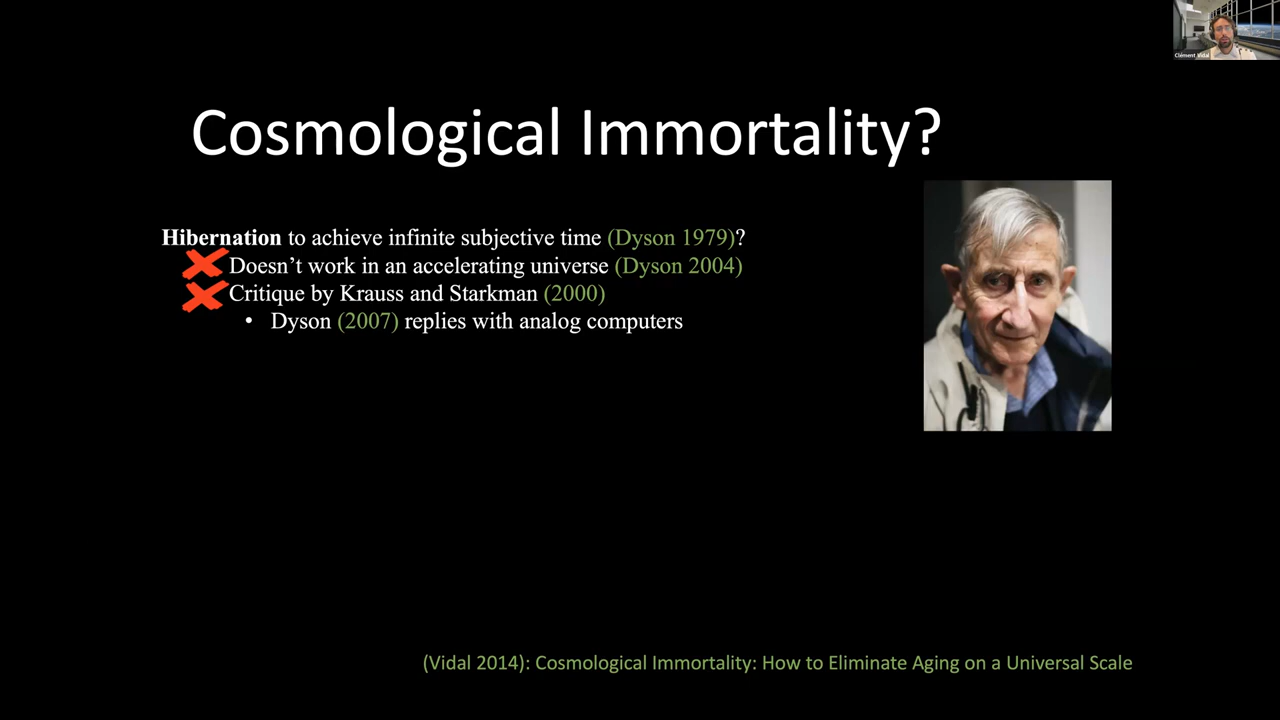 Clément Vidal
Cosmological Immortality?
Hibernation to achieve infinite subjective time (Dyson 1979)?
Doesn’t work in an accelerating universe (Dyson 2004)
Critique by Krauss and Starkman (2000)
• Dyson (2007) replies with analog computers
(Vidal 2014): Cosmological Immortality: How to Eliminate Aging on a Universal Scale